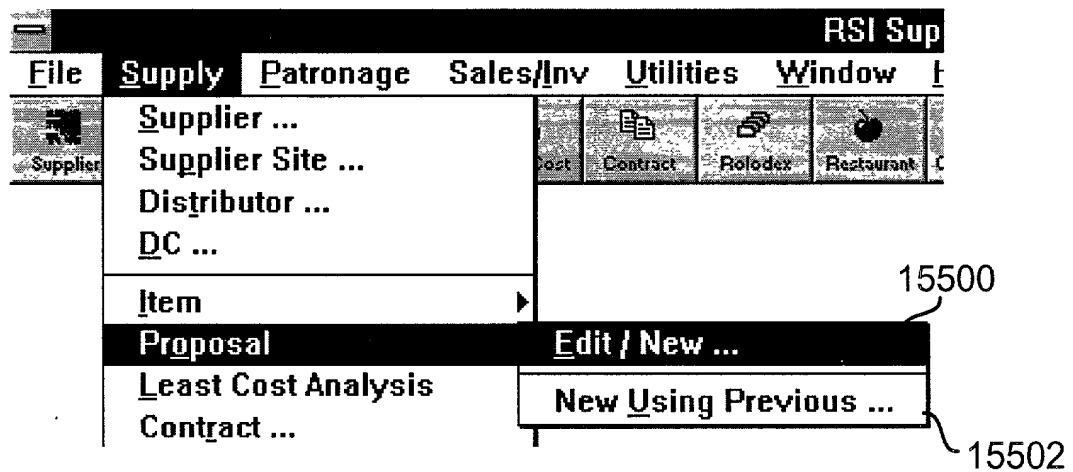 RSI Sup
File Supply Patronage Sales/Inv Utilities Window H
Supplier ...
Supplier Cost Contract Rolodex Restaurant
Supplier Site ...
Distributor ...
DC ...
15500
Item
Proposal Edit / New ...
Least Cost Analysis
New Using Previous ...
Contract ...
15502